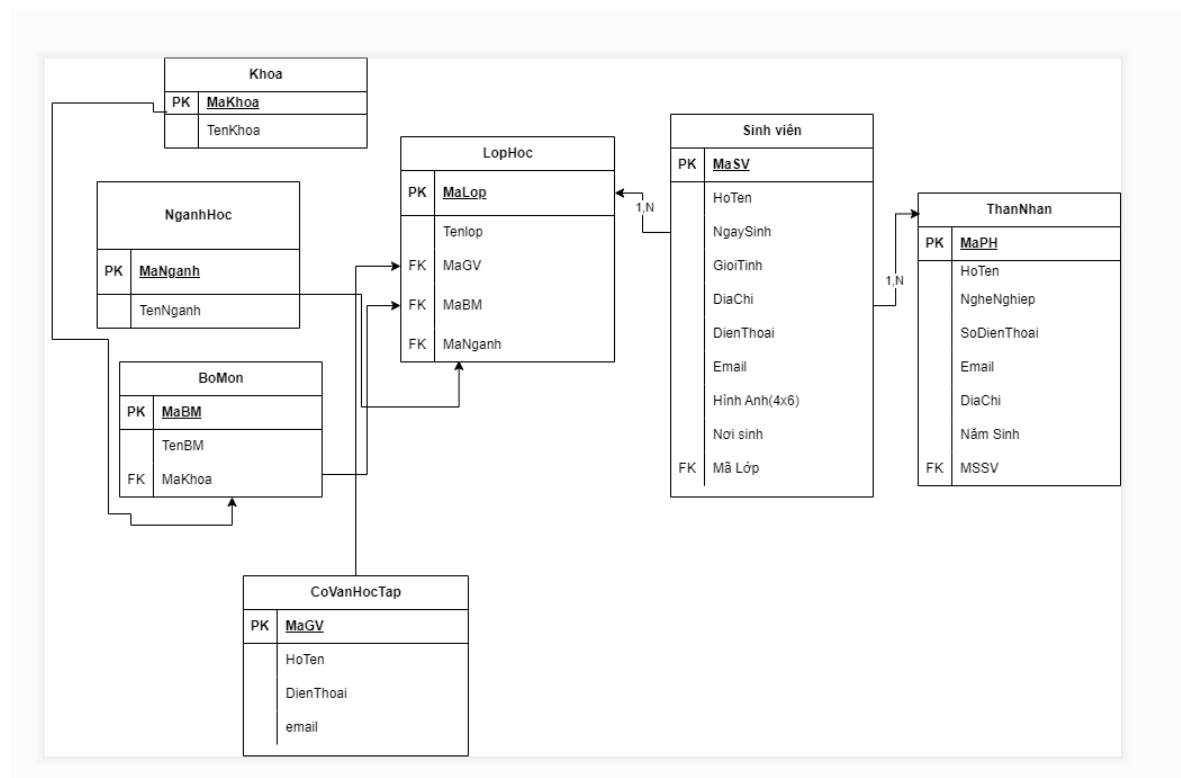 Khoa
PK MaKhoa
TenKhoa
NganhHoc
PK MaNganh
TenNganh
BoMon
PK MaBM
TenBM
FK MaKhoa
LopHoc
PK MaLop
Tenlop
FK MaGV
FK MaBM
FK MaNganh
CoVanHocTap
PK MaGV
HoTen
DienThoai
email
1,N
Sinh viên
PK MaSV
HoTen
NgaySinh
GioiTinh
DiaChi
DienThoai
Email
Hình Anh(4x6)
Nơi sinh
FK Mã Lớp
1,N
ThanNhan
PK MaPH
HoTen
NgheNghiep
SoDienThoai
Email
DiaChi
Năm Sinh
FK MSSV